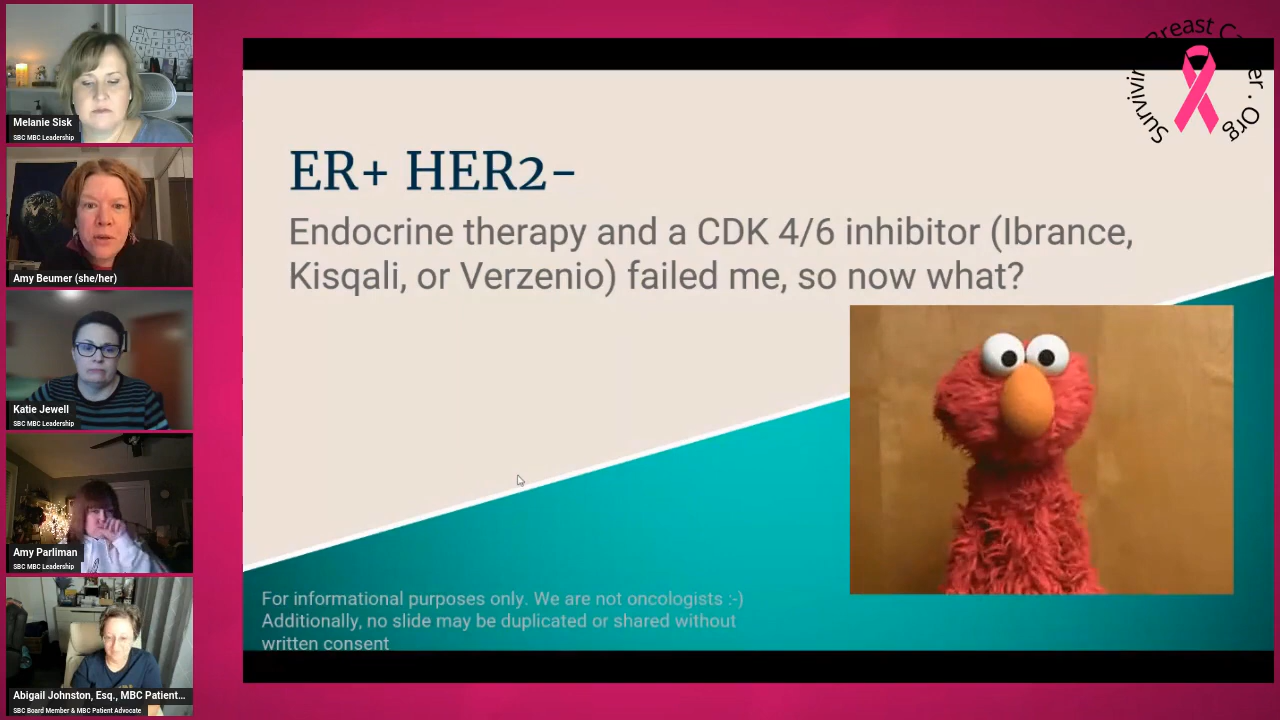 Melanie Sisk
SBC MBC Leadership
Amy Beumer (she/her)
Katie Jewell
SBC MBC Leadership
Amy Parliman
SBC MBC Leadership
Abigail Johnston, Esq., MBC Patient...
SBC Board Member & MBC Patient Advocate
ER+ HER2-
Endocrine therapy and a CDK 4/6 inhibitor (Ibrance,
Kisqali, or Verzenio) failed me, so now what?
For informational purposes only. We are not oncologists :-)
Additionally, no slide may be duplicated or shared without
written consent
Surviving Breast Cancer . Org